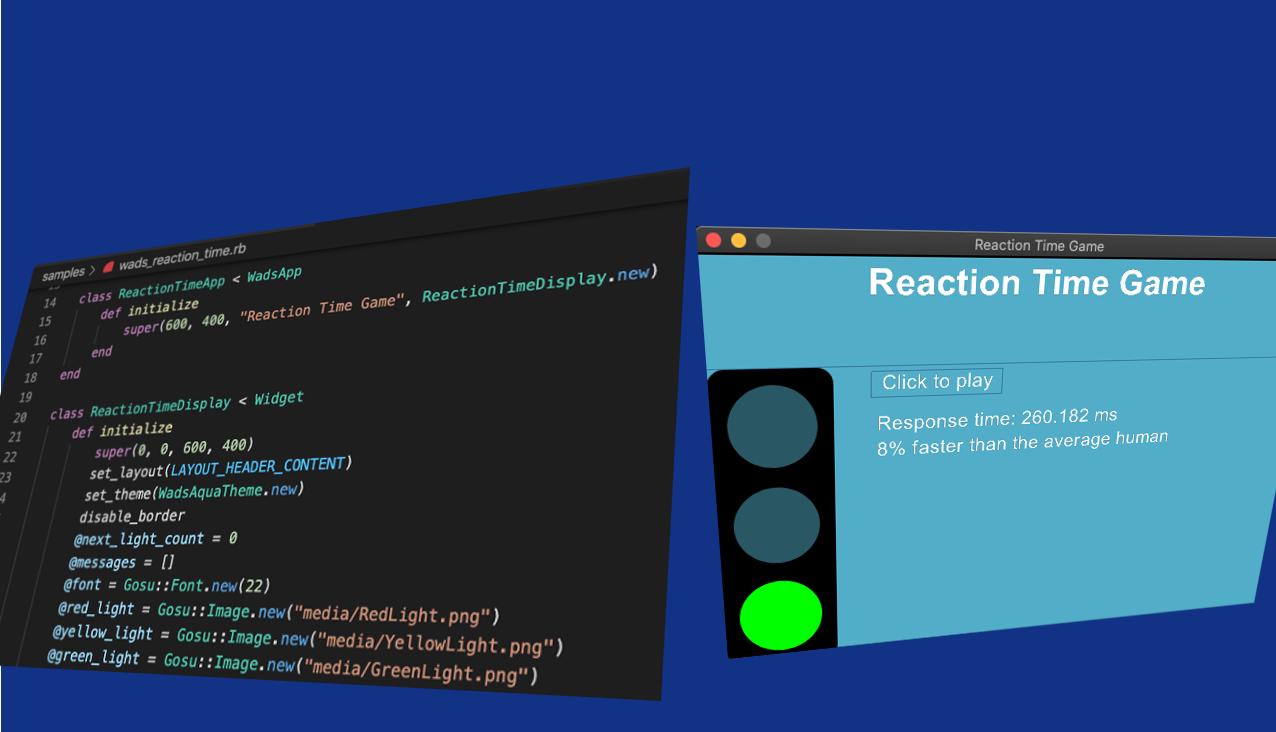 samples > wads_reaction_time.rb
14 class ReactionTimeApp < WadsApp
15 def initialize
16 super(600, 400, "Reaction Time Game", ReactionTimeDisplay.new)
17 end
18 end
19
20 class ReactionTimeDisplay < Widget
21 def initialize
22 super(0, 0, 600, 400)
23 set_layout(LAYOUT_HEADER_CONTENT)
set_theme(WadsAquaTheme.new)
disable_border
@next_light_count = 0
@messages = []
@font = Gosu::Font.new(22)
@red_light = Gosu::Image.new("media/RedLight.png")
@yellow_light = Gosu::Image.new("media/YellowLight.png")
@green_light = Gosu::Image.new("media/GreenLight.png")
Reaction Time Game
Reaction Time Game
Click to play
Response time: 260.182 ms
8% faster than the average human